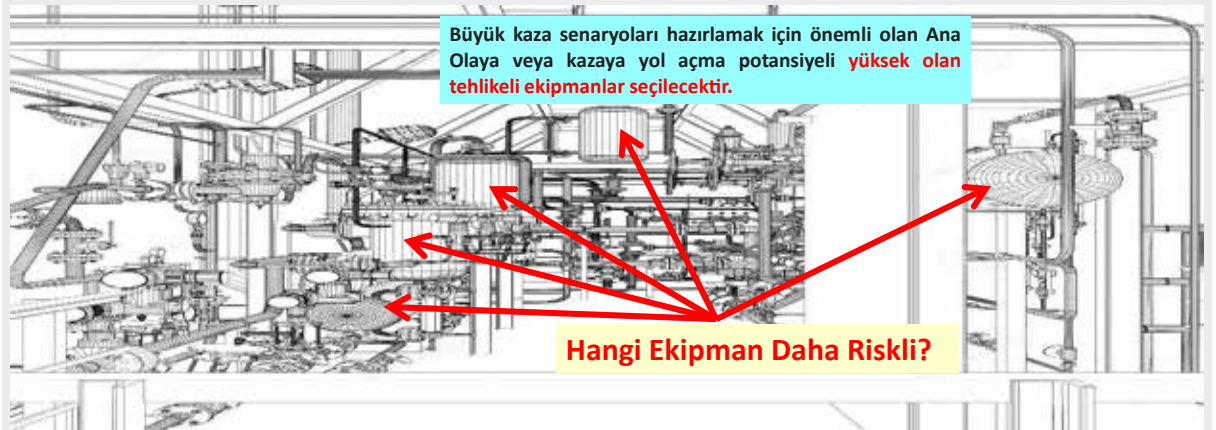 Büyük kaza senaryoları hazırlamak için önemli olan Ana
Olaya veya kazaya yol açma potansiyeli yüksek olan
tehlikeli ekipmanlar seçilecektir.
Hangi Ekipman Daha Riskli?